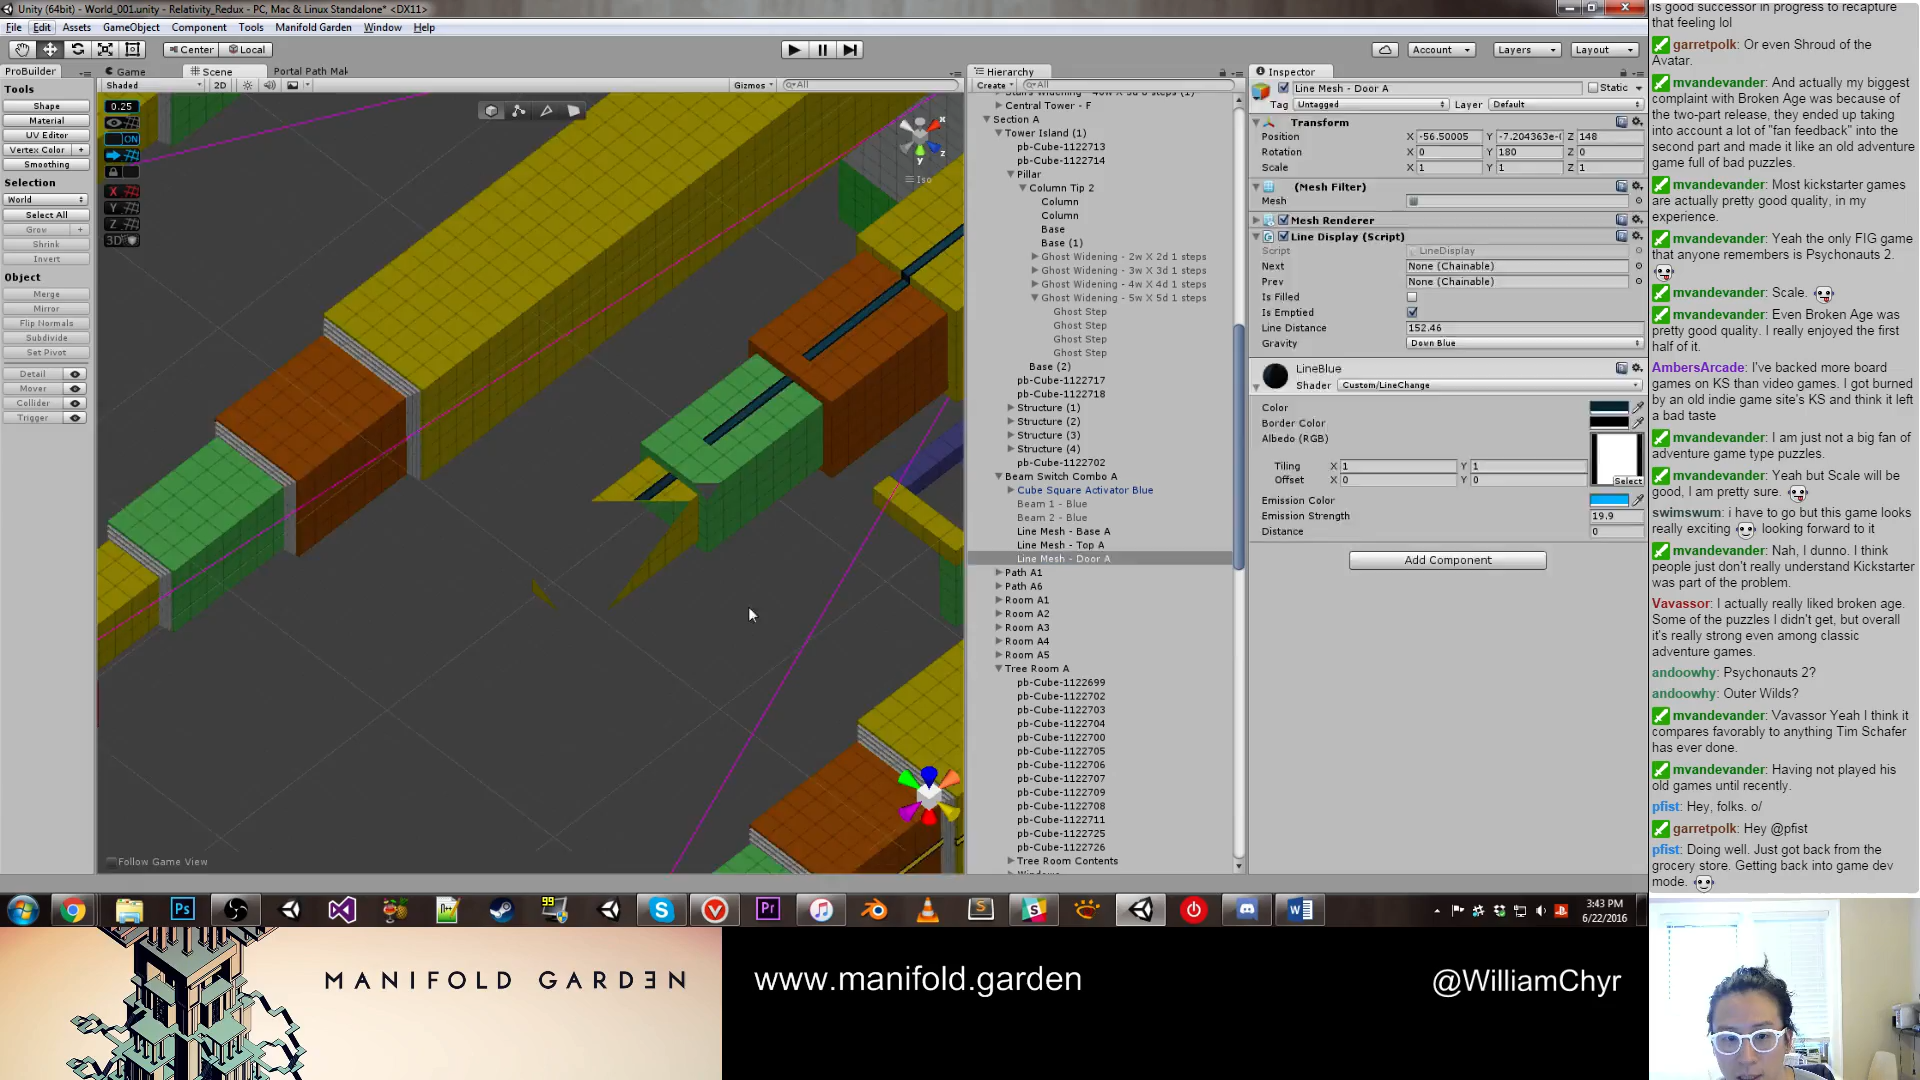 Unity (64bit) - World_001.unity - Relativity_Redux - PC, Mac & Linux Standalone* <DX11>
File Edit Assets GameObject Component Tools Manifold Garden Window Help
Center Local
Account Layers Layout
ProBuilder
Game Scene Portal Path Mak
Shaded 2D Gizmos All
Tools
Shape
Material
UV Editor
Vertex Color +
Smoothing
Selection
World
Select All
Grow +
Shrink
Invert
Object
Merge
Mirror
Flip Normals
Subdivide
Set Pivot
Detail
Mover
Collider
Trigger
0.25
ON
X
Y
Z
3D
x
z
y
Iso
Follow Game View
Hierarchy
Create All
Central Tower - F
Section A
Tower Island (1)
pb-Cube-1122713
pb-Cube-1122714
Pillar
Column Tip 2
Column
Column
Base
Base (1)
Ghost Widening - 2w X 2d 1 steps
Ghost Widening - 3w X 3d 1 steps
Ghost Widening - 4w X 4d 1 steps
Ghost Widening - 5w X 5d 1 steps
Ghost Step
Ghost Step
Ghost Step
Ghost Step
Base (2)
pb-Cube-1122717
pb-Cube-1122718
Structure (1)
Structure (2)
Structure (3)
Structure (4)
pb-Cube-1122702
Beam Switch Combo A
Cube Square Activator Blue
Beam 1 - Blue
Beam 2 - Blue
Line Mesh - Base A
Line Mesh - Top A
Line Mesh - Door A
Path A1
Path A6
Room A1
Room A2
Room A3
Room A4
Room A5
Tree Room A
pb-Cube-1122699
pb-Cube-1122702
pb-Cube-1122703
pb-Cube-1122704
pb-Cube-1122700
pb-Cube-1122705
pb-Cube-1122706
pb-Cube-1122707
pb-Cube-1122709
pb-Cube-1122708
pb-Cube-1122711
pb-Cube-1122725
pb-Cube-1122726
Tree Room Contents
Inspector
Line Mesh - Door A Static
Tag Untagged Layer Default
Transform
Position X -56.50005 Y -7.204363e-( Z 148
Rotation X 0 Y 180 Z 0
Scale X 1 Y 1 Z 1
(Mesh Filter)
Mesh
Mesh Renderer
Line Display (Script)
Script LineDisplay
Next None (Chainable)
Prev None (Chainable)
Is Filled
Is Emptied
Line Distance 152.46
Gravity Down Blue
LineBlue
Shader Custom/LineChange
Color
Border Color
Albedo (RGB)
Tiling X 1 Y 1
Offset X 0 Y 0
Select
Emission Color
Emission Strength 19.9
Distance 0
Add Component
is good successor in progress to recapture
that feeling lol
garretpolk: Or even Shroud of the
Avatar.
mvandevander: And actually my biggest
complaint with Broken Age was because of
the two-part release, they ended up taking
into account a lot of "fan feedback" into the
second part and made it like an old adventure
game full of bad puzzles.
mvandevander: Most kickstarter games
are actually pretty good quality, in my
experience.
mvandevander: Yeah the only FIG game
that anyone remembers is Psychonauts 2.
mvandevander: Scale.
mvandevander: Even Broken Age was
pretty good quality. I really enjoyed the first
half of it.
AmbersArcade: I've backed more board
games on KS than video games. I got burned
by an old indie game site's KS and think it left
a bad taste
mvandevander: I am just not a big fan of
adventure game type puzzles.
mvandevander: Yeah but Scale will be
good, I am pretty sure.
swimswum: i have to go but this game looks
really exciting looking forward to it
mvandevander: Nah, I dunno. I think
people just don't really understand Kickstarter
was part of the problem.
Vavassor: I actually really liked broken age.
Some of the puzzles I didn't get, but overall
it's really strong even among classic
adventure games.
andoowhy: Psychonauts 2?
andoowhy: Outer Wilds?
mvandevander: Vavassor Yeah I think it
compares favorably to anything Tim Schafer
has ever done.
mvandevander: Having not played his
old games until recently.
pfist: Hey, folks. o/
garretpolk: Hey @pfist
pfist: Doing well. Just got back from the
grocery store. Getting back into game dev
mode.
Ps
99
Pr
W
3:43 PM
6/22/2016
MANIFOLD GARDEN
www.manifold.garden
@WilliamChyr